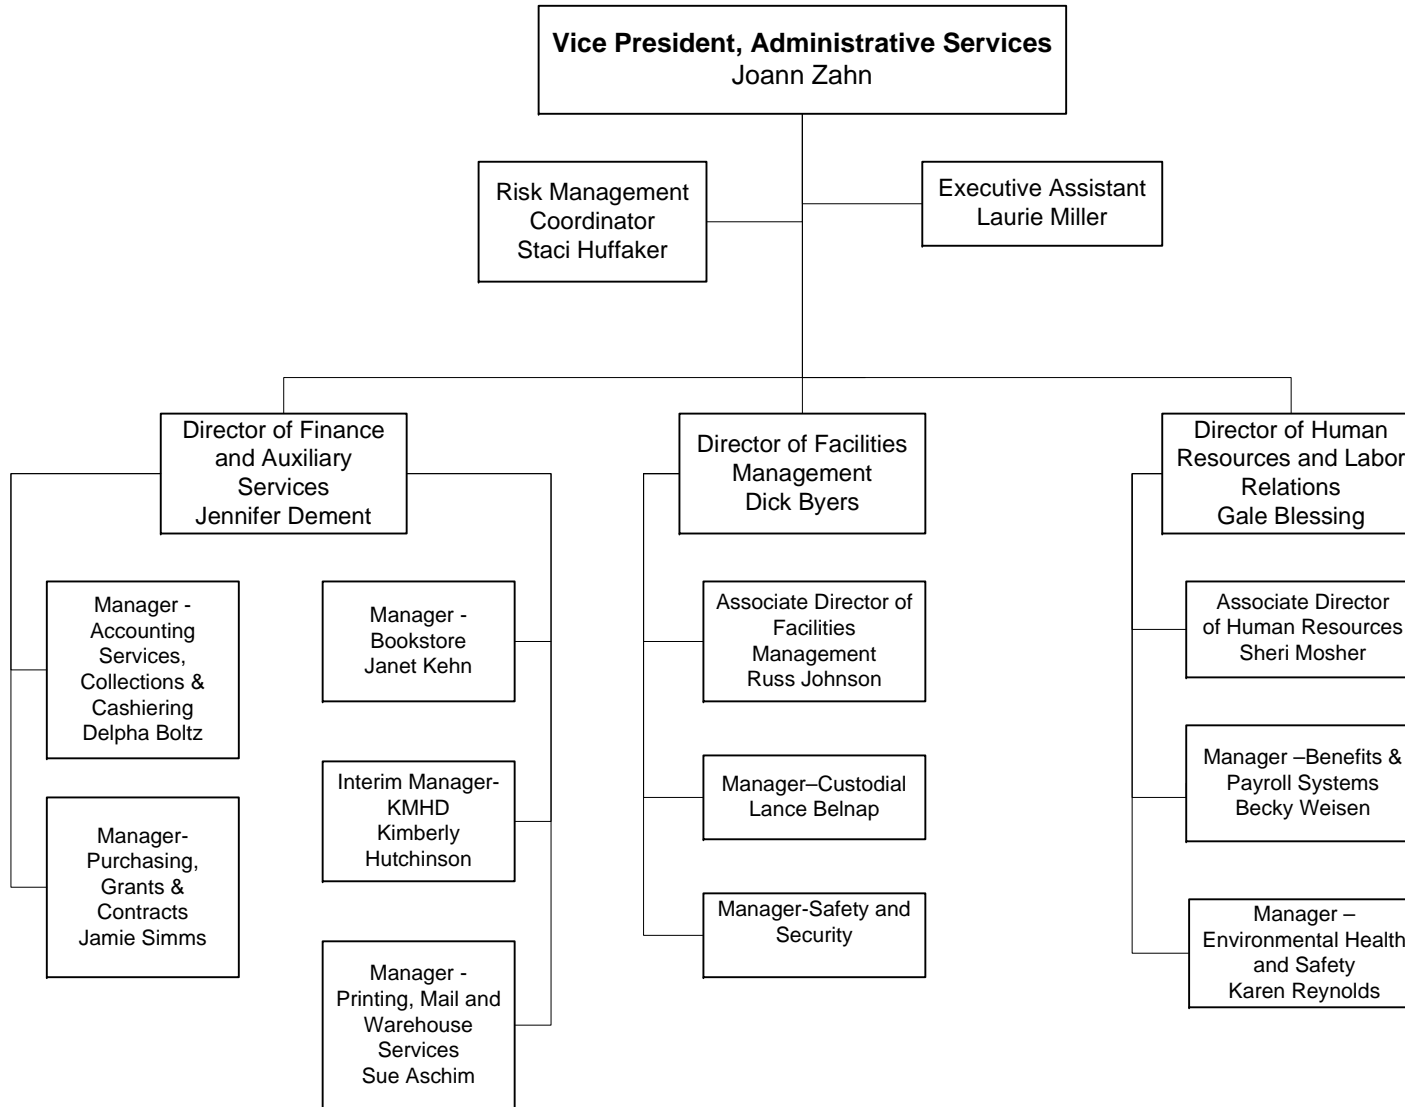 Vice President, Administrative Services
Joann Zahn
Risk Management
Coordinator
Staci Huffaker
Executive Assistant
Laurie Miller
Director of Finance
and Auxiliary
Services
Jennifer Dement
Manager -
Accounting
Services,
Collections &
Cashiering
Delpha Boltz
Manager-
Purchasing,
Grants &
Contracts
Jamie Simms
Manager -
Bookstore
Janet Kehn
Interim Manager-
KMHD
Kimberly
Hutchinson
Manager -
Printing, Mail and
Warehouse
Services
Sue Aschim
Director of Facilities
Management
Dick Byers
Associate Director of
Facilities
Management
Russ Johnson
Manager–Custodial
Lance Belnap
Manager-Safety and
Security
Director of Human
Resources and Labor
Relations
Gale Blessing
Associate Director
of Human Resources
Sheri Mosher
Manager –Benefits &
Payroll Systems
Becky Weisen
Manager –
Environmental Health
and Safety
Karen Reynolds